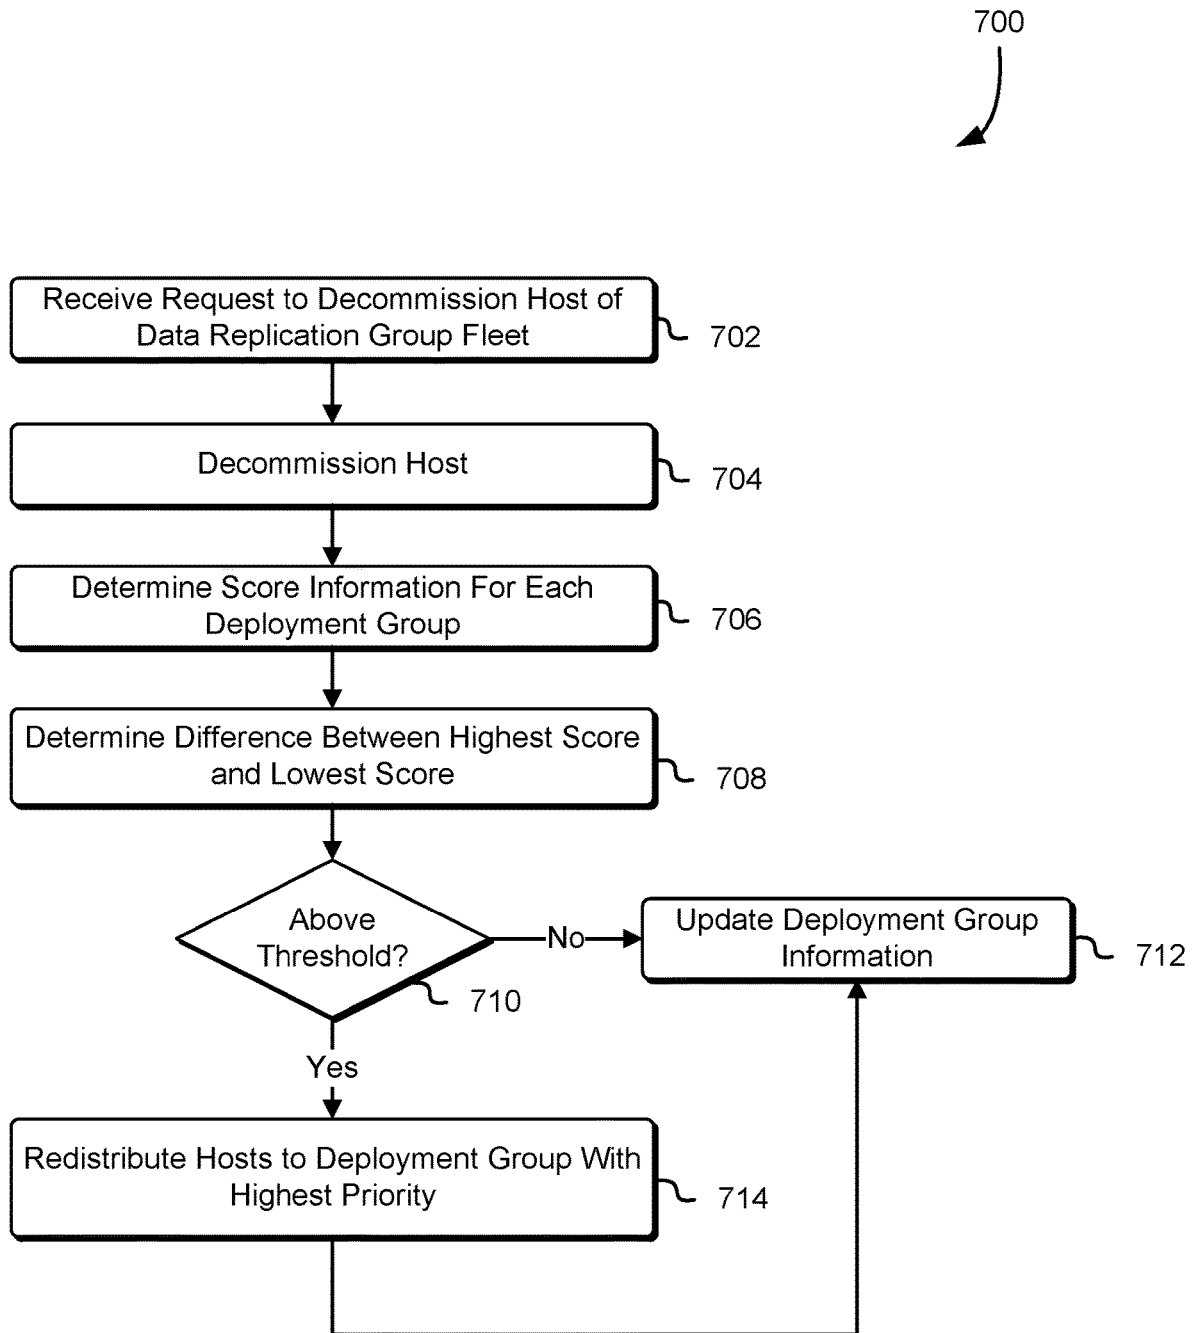 700
Receive Request to Decommission Host of
Data Replication Group Fleet
702
Decommission Host
704
Determine Score Information For Each
Deployment Group
706
Determine Difference Between Highest Score
and Lowest Score
708
Above
Threshold?
710
No
Update Deployment Group
Information
712
Yes
Redistribute Hosts to Deployment Group With
Highest Priority
714